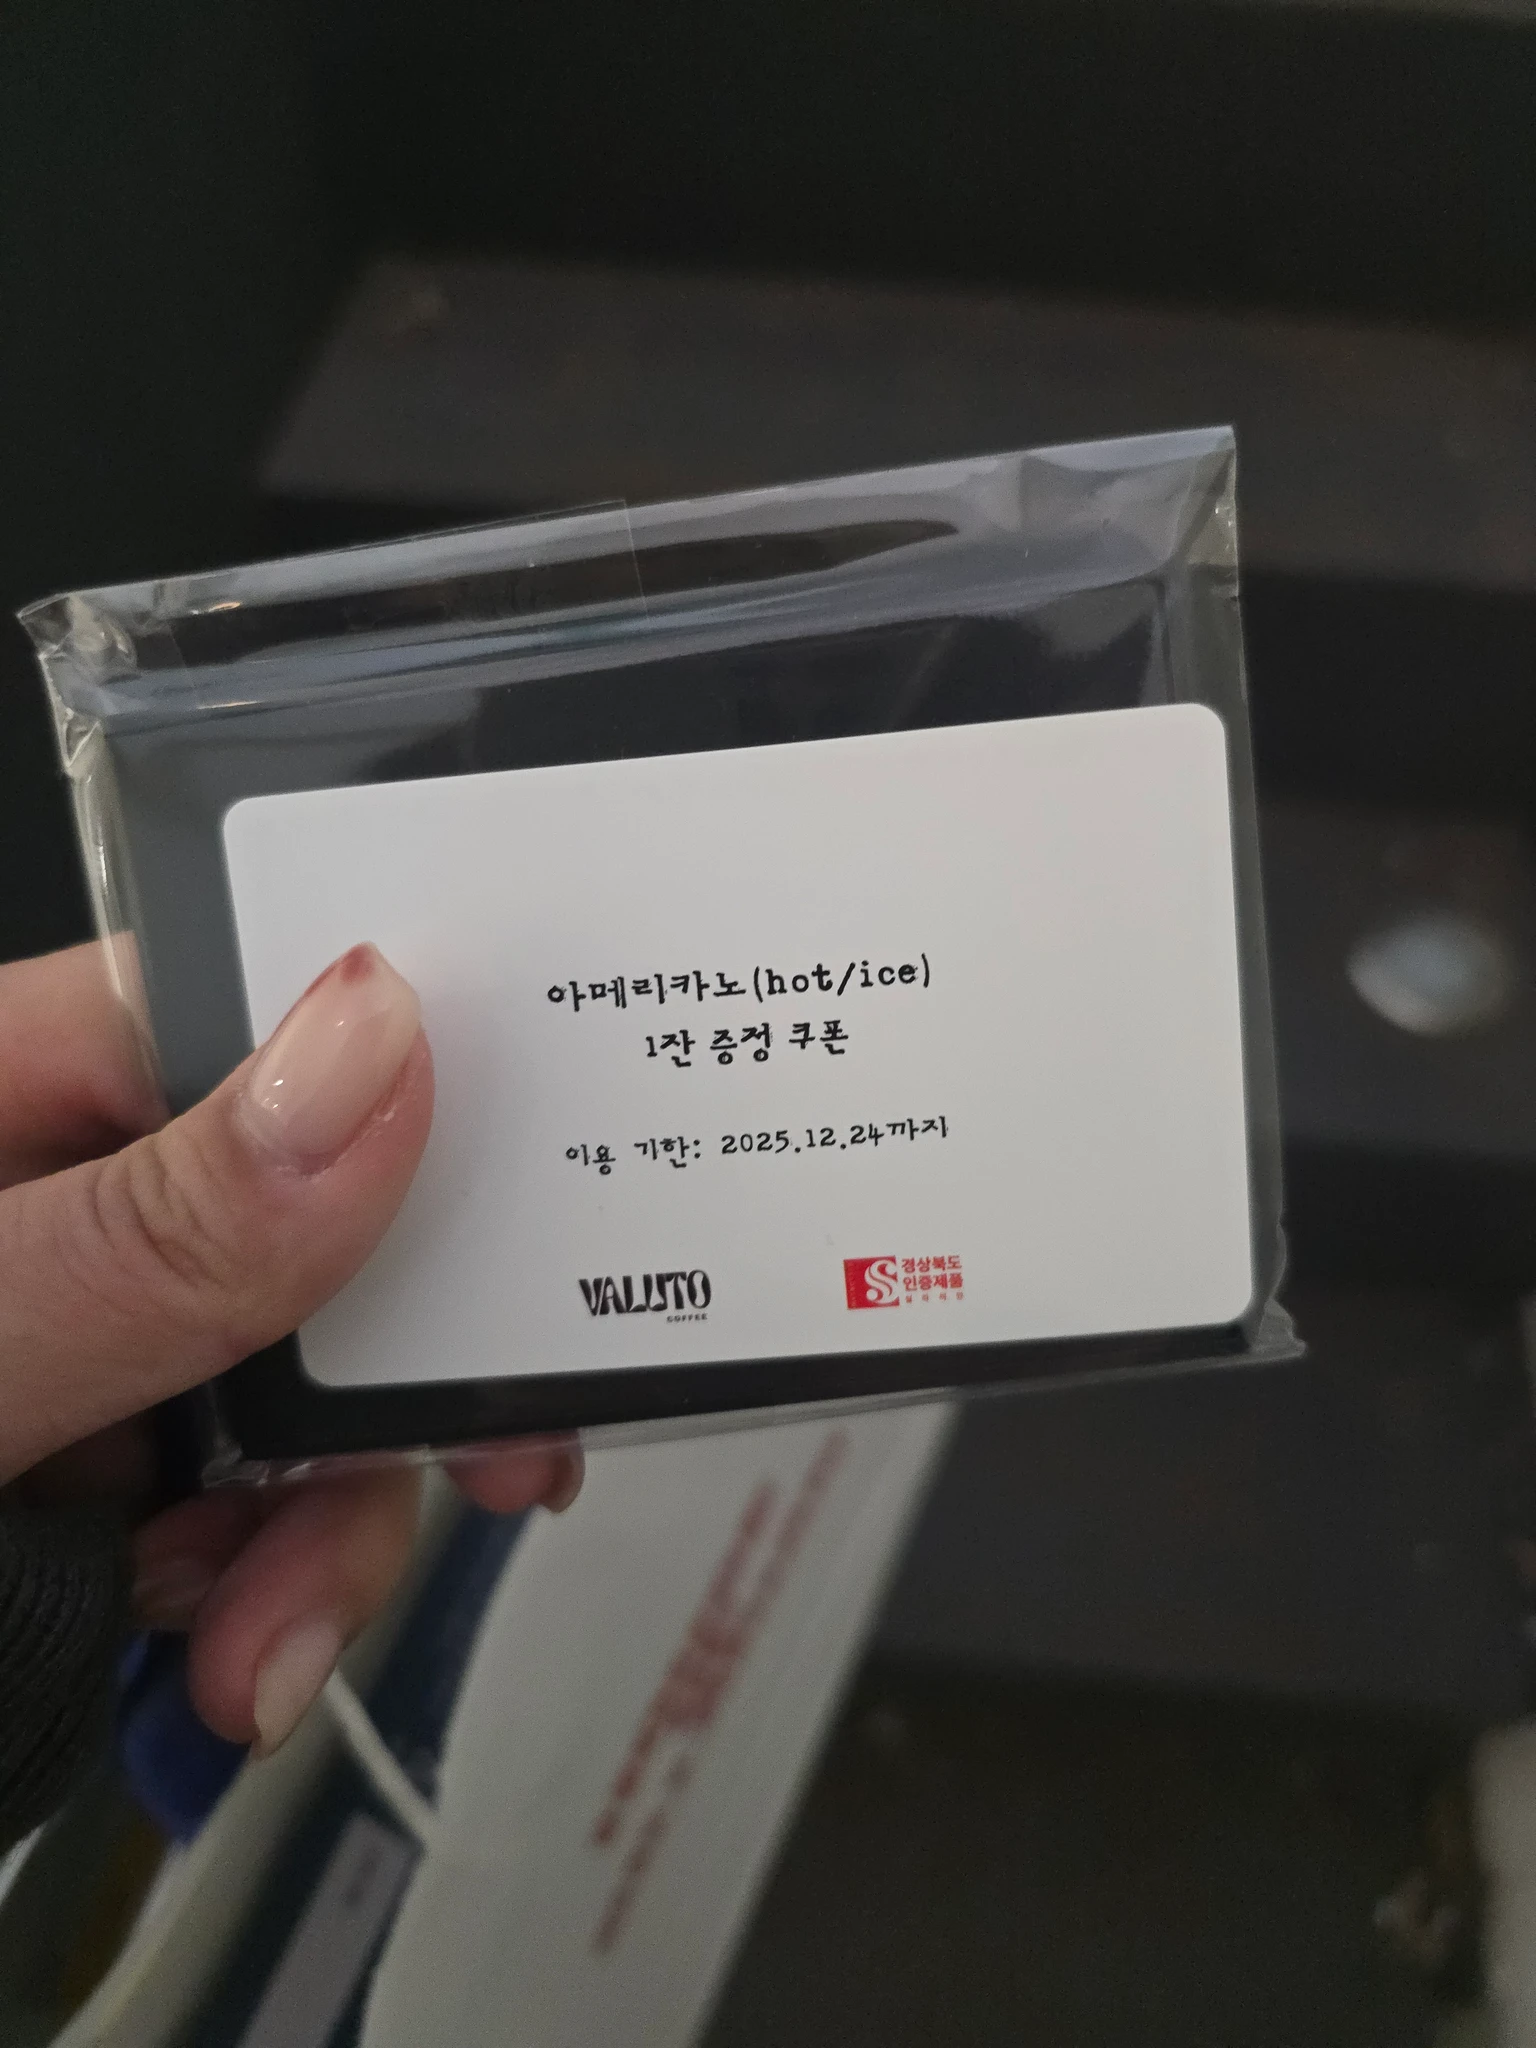 아메리카노(hot/ice)
1잔 증정 쿠폰
이용 기한: 2025.12.24까지
VALUTO
COFFEE
경상북도
인증제품